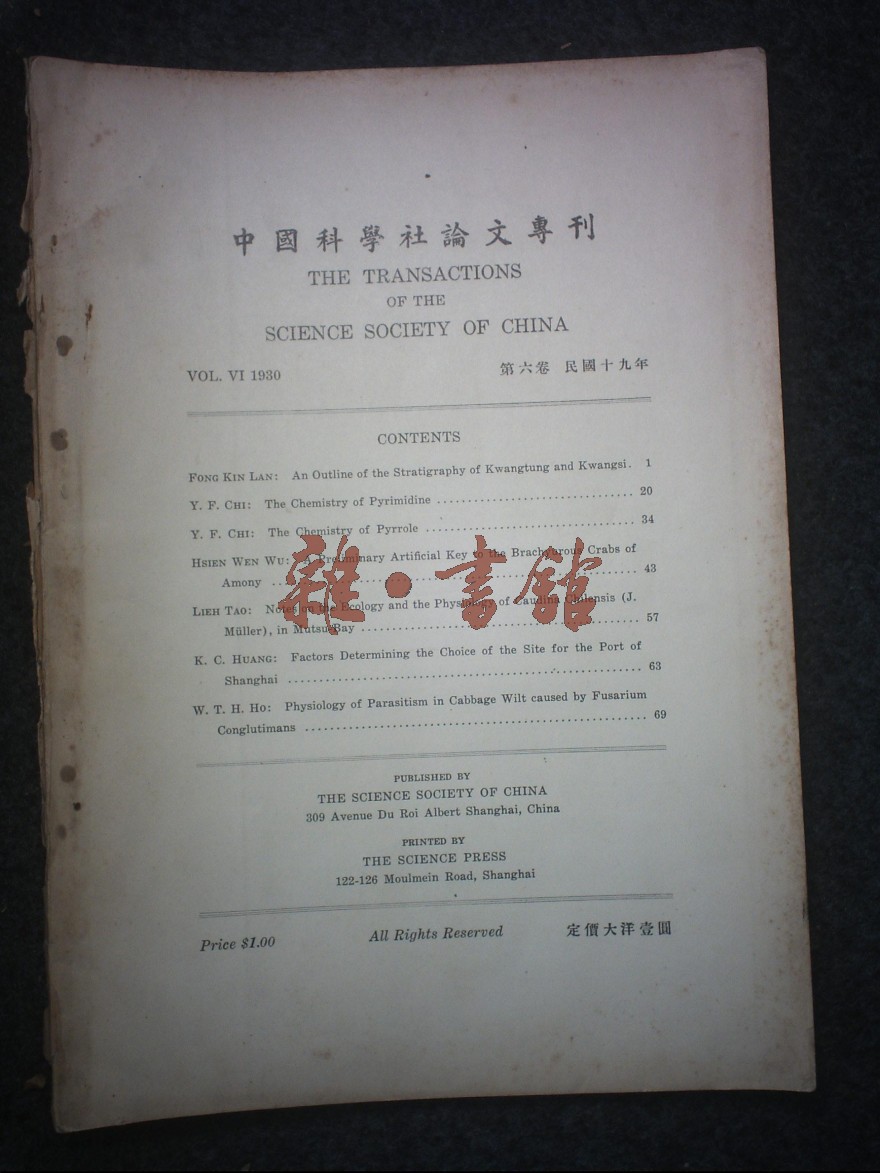 中國科學社論文專刊
THE TRANSACTIONS
OF THE
SCIENCE SOCIETY OF CHINA
VOL. VI 1930 第六卷 民國十九年
CONTENTS
FONG KIN LAN: An Outline of the Stratigraphy of Kwangtung and Kwangsi. 1
Y. F. CHI: The Chemistry of Pyrimidine .............................. 20
Y. F. CHI: The Chemistry of Pyrrole ................................ 34
HSIEN WEN WU: A Preliminary Artificial Key to the Brachyurous Crabs of
Amony ........................................................ 43
LIEH TAO: Notes on the Ecology and the Physiology of Caudina Chilensis (J.
Müller), in Mutsu Bay ........................................ 57
K. C. HUANG: Factors Determining the Choice of the Site for the Port of
Shanghai ..................................................... 63
W. T. H. HO: Physiology of Parasitism in Cabbage Wilt caused by Fusarium
Conglutimans ................................................. 69
雜·書館
PUBLISHED BY
THE SCIENCE SOCIETY OF CHINA
309 Avenue Du Roi Albert Shanghai, China
PRINTED BY
THE SCIENCE PRESS
122-126 Moulmein Road, Shanghai
Price $1.00 All Rights Reserved 定價大洋壹圓